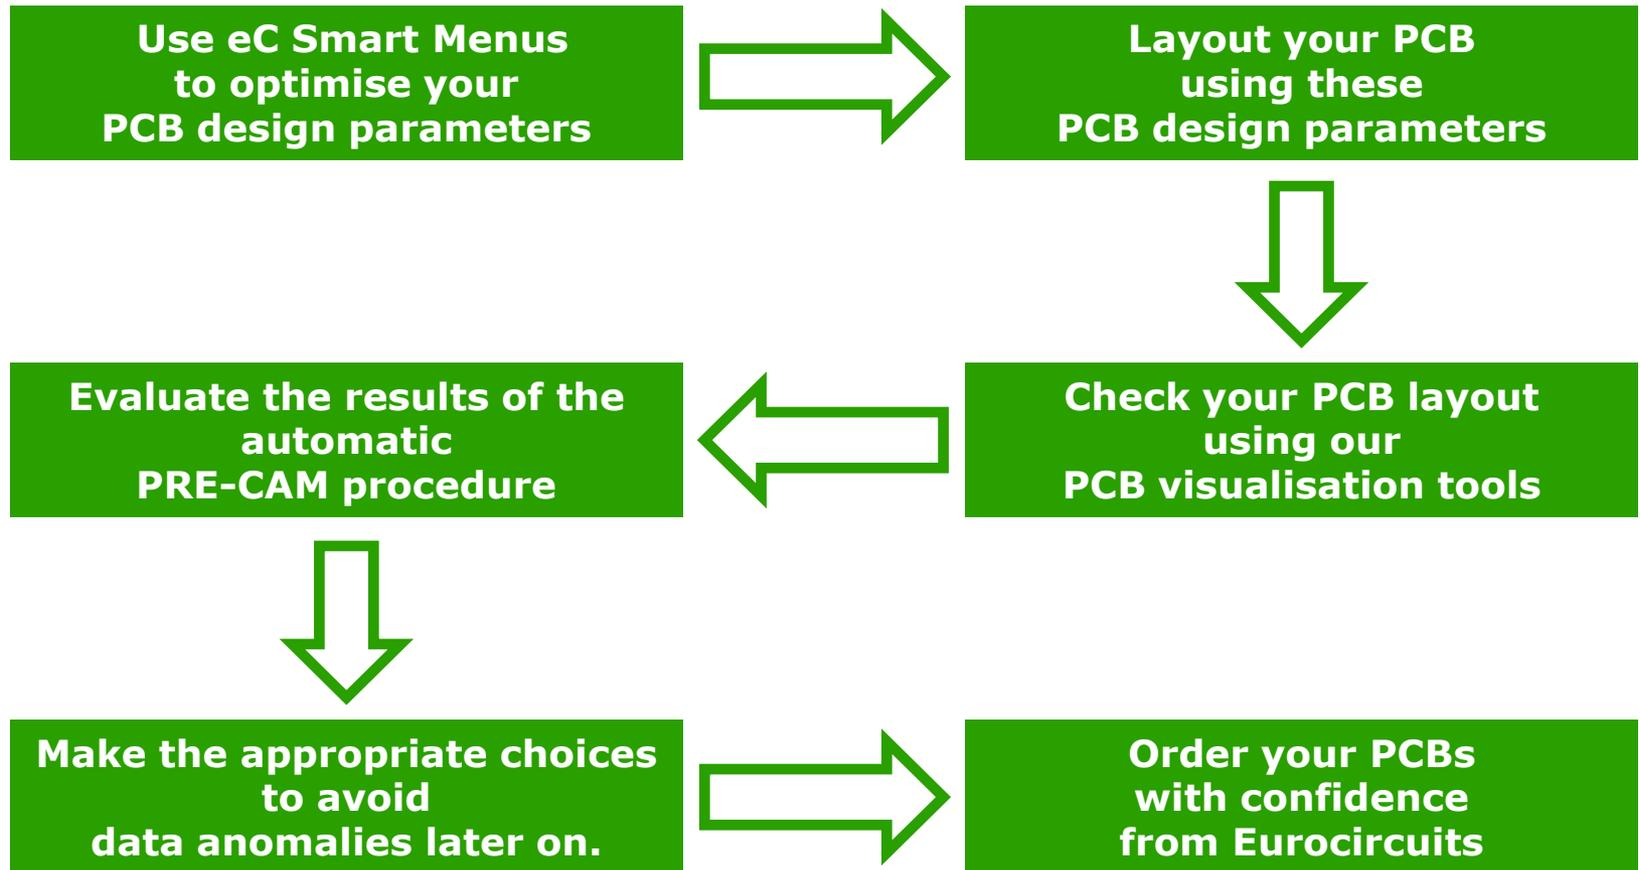 Use eC Smart Menus
to optimise your
PCB design parameters
Layout your PCB
using these
PCB design parameters
Check your PCB layout
using our
PCB visualisation tools
Evaluate the results of the
automatic
PRE-CAM procedure
Make the appropriate choices
to avoid
data anomalies later on.
Order your PCBs
with confidence
from Eurocircuits